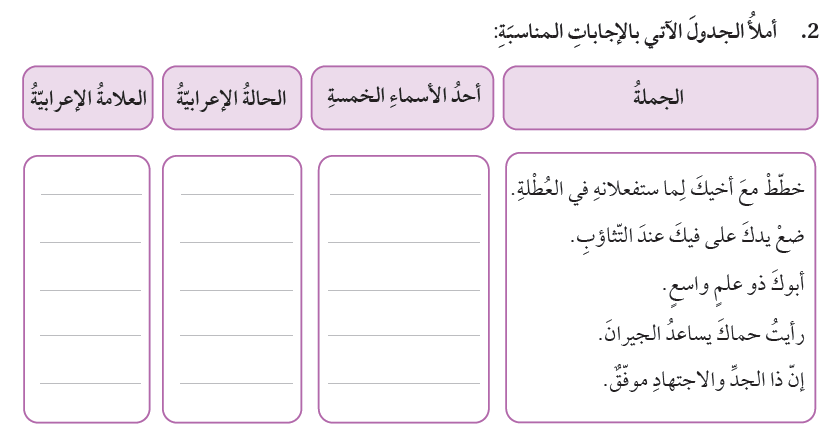 2. أملأُ الجدولَ الآتي بالإجاباتِ المناسبَةِ:
الجملةُ
أحدُ الأسماءِ الخمسةِ
الحالةُ الإعرابيّةُ
العلامةُ الإعرابيّةُ
خطّطْ معَ أخيكَ لِما ستفعلانهِ في العُطْلةِ.
ضعْ يدكَ على فيكَ عندَ التّثاؤبِ.
أبوكَ ذو علمٍ واسعٍ.
رأيتُ حماكَ يساعدُ الجيرانَ.
إنّ ذا الجدِّ والاجتهادِ موفّقٌ.